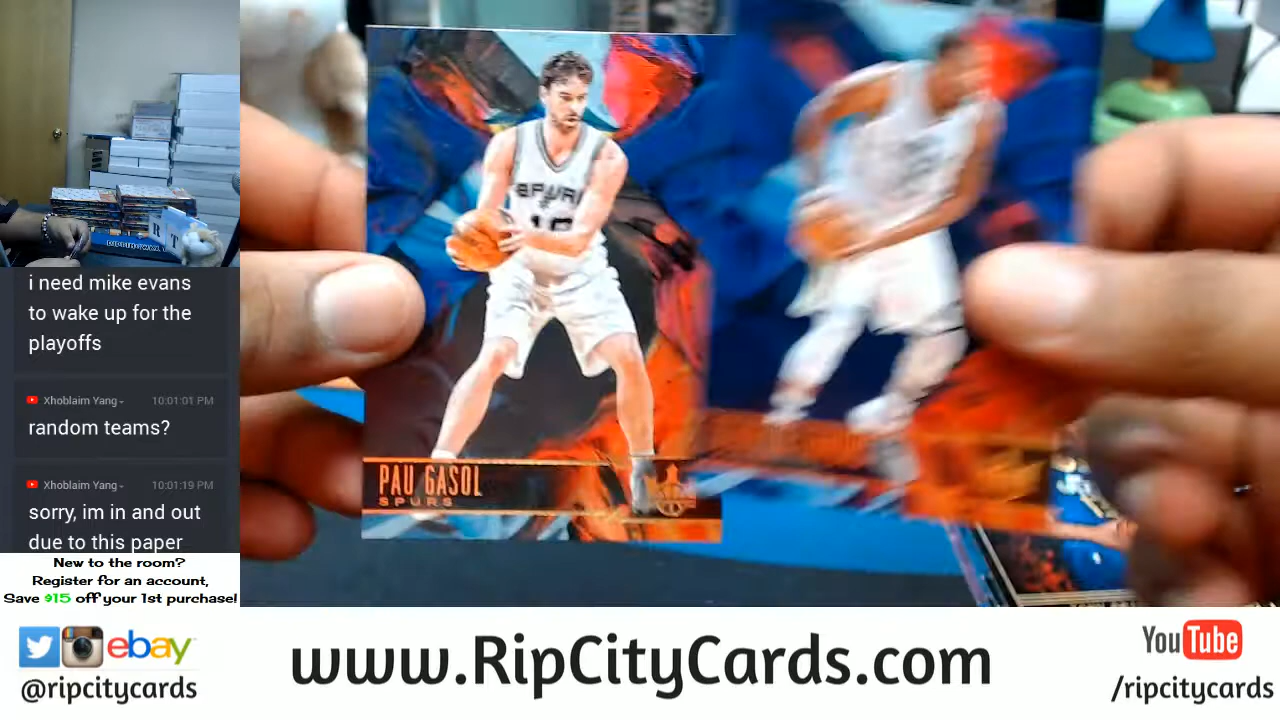 i need mike evans
to wake up for the
playoffs
Xhoblaim Yang
10:01:01 PM
random teams?
Xhoblaim Yang
10:01:19 PM
sorry, im in and out
due to this paper
New to the room?
Register for an account,
Save $15 off your 1st purchase!
SPURS
16
PAU GASOL
SPURS
R T
ebay
@ripcitycards
www.RipCityCards.com
YouTube
/ripcitycards